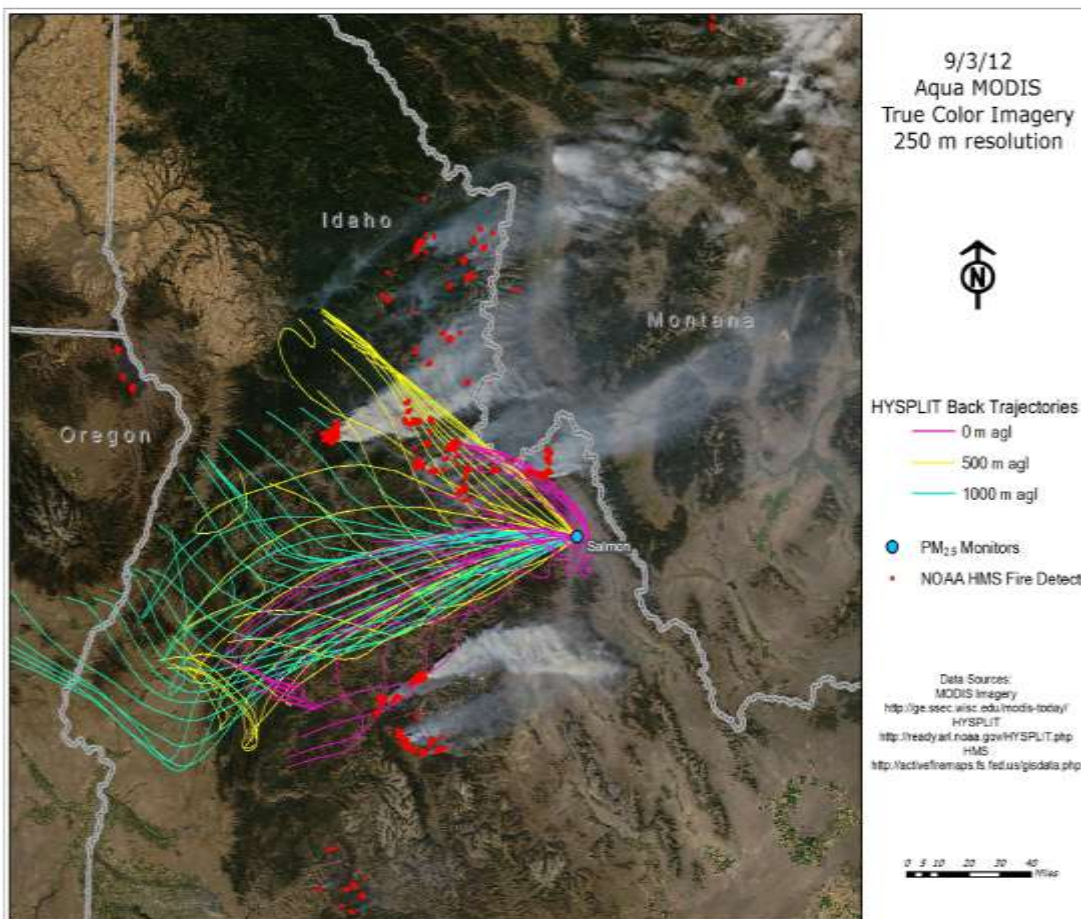 9/3/12
Aqua MODIS
True Color Imagery
250 m resolution
Idaho
Montana
Oregon
Salmon
N
HYSPLIT Back Trajectories
0 m agl
500 m agl
1000 m agl
PM2.5 Monitors
NOAA HMS Fire Detect
Data Sources:
MODIS Imagery
http://ge.ssec.wisc.edu/modis-today/
HYSPLIT
http://ready.arl.noaa.gov/HYSPLIT.php
HMS
http://activefiremaps.fs.fed.us/gisdata.php
0 5 10 20 30 40
Miles